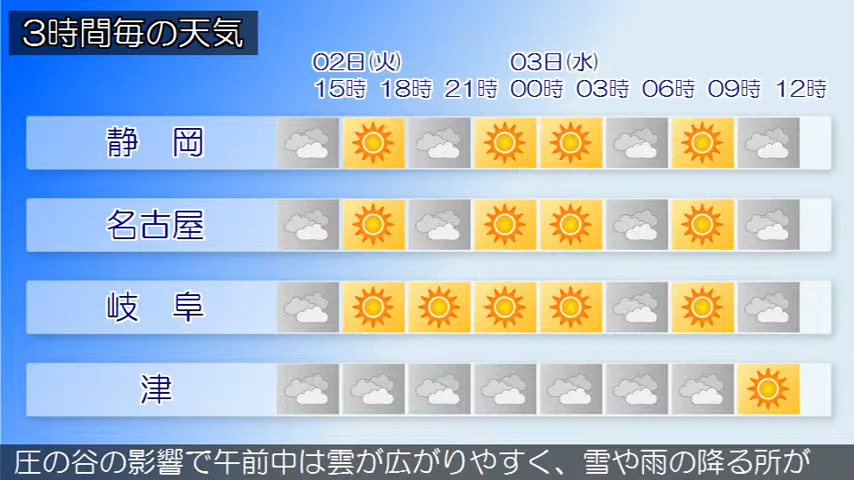 3時間毎の天気
02日(火) 03日(水)
15時 18時 21時 00時 03時 06時 09時 12時
静 岡
名古屋
岐 阜
津
圧の谷の影響で午前中は雲が広がりやすく、雪や雨の降る所が